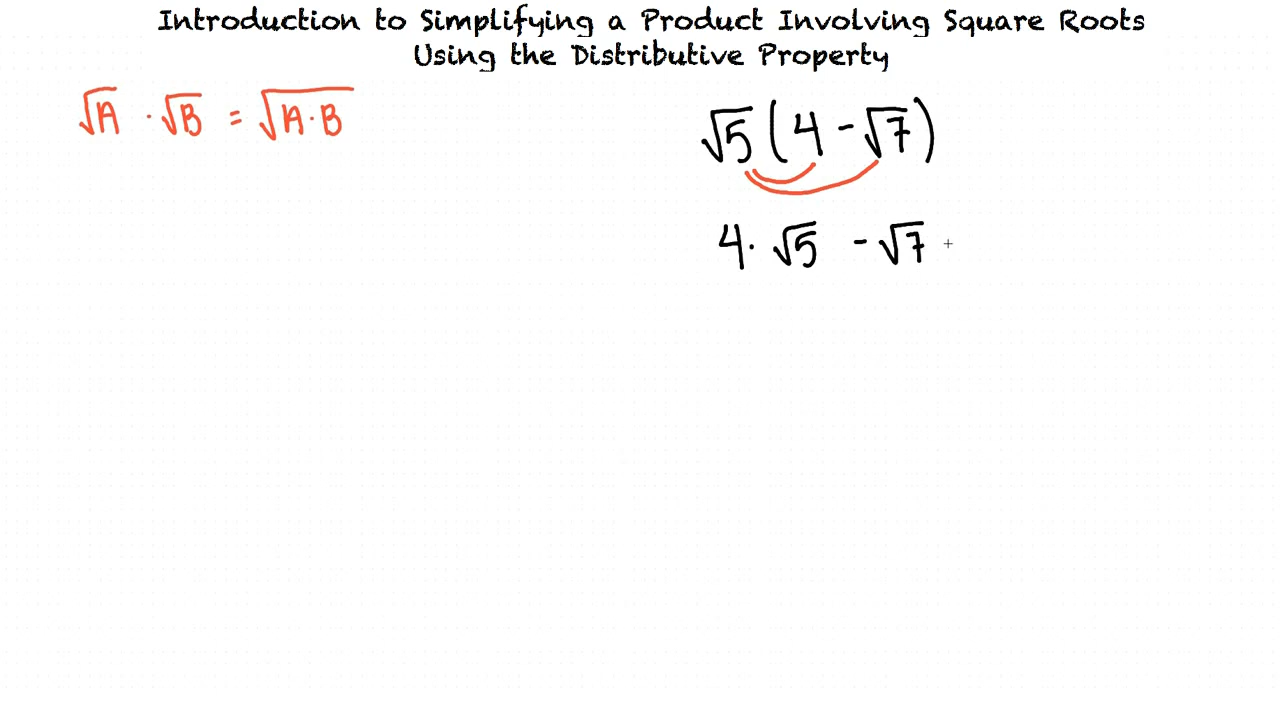 Introduction to Simplifying a Product Involving Square Roots
Using the Distributive Property
√A · √B = √A·B
√5(4-√7)
4·√5 -√7